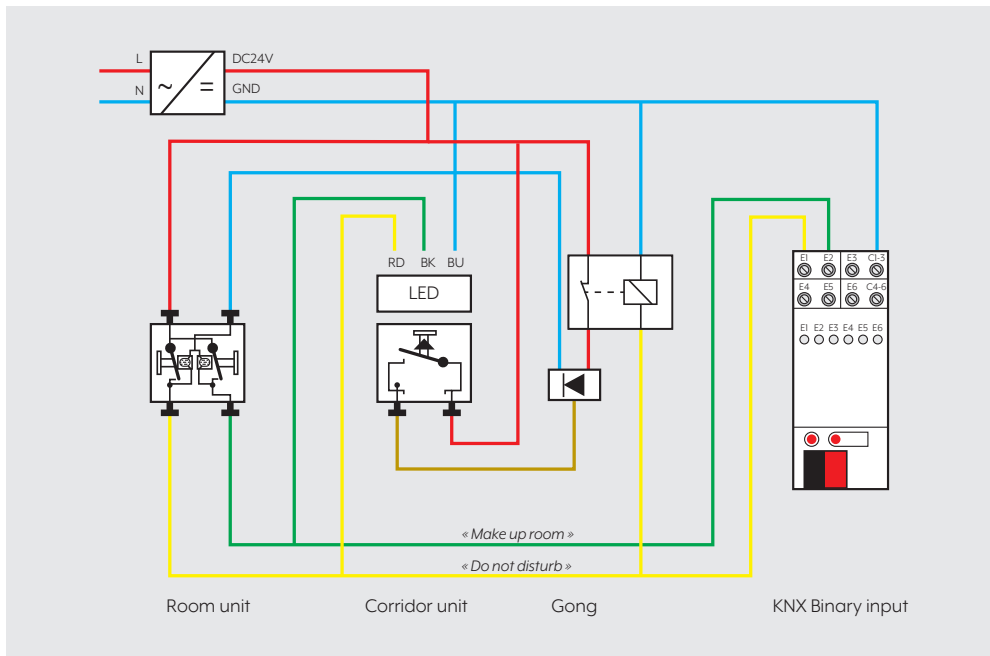 L
DC24V
N
GND
~
=
RD BK BU
LED
E1 E2 E3 C1-3
E4 E5 E6 C4-6
E1 E2 E3 E4 E5 E6
« Make up room »
« Do not disturb »
Room unit
Corridor unit
Gong
KNX Binary input